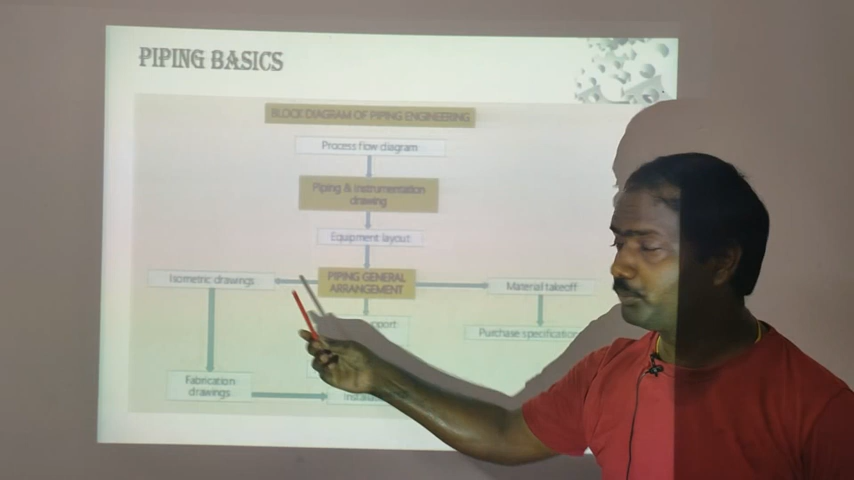 PIPING BASICS
BLOCK DIAGRAM OF PIPING ENGINEERING
Process flow diagram
Piping & instrumentation
drawing
Equipment layout
Isometric drawings
PIPING GENERAL
ARRANGEMENT
Material takeoff
Purchase specification
Fabrication
drawings